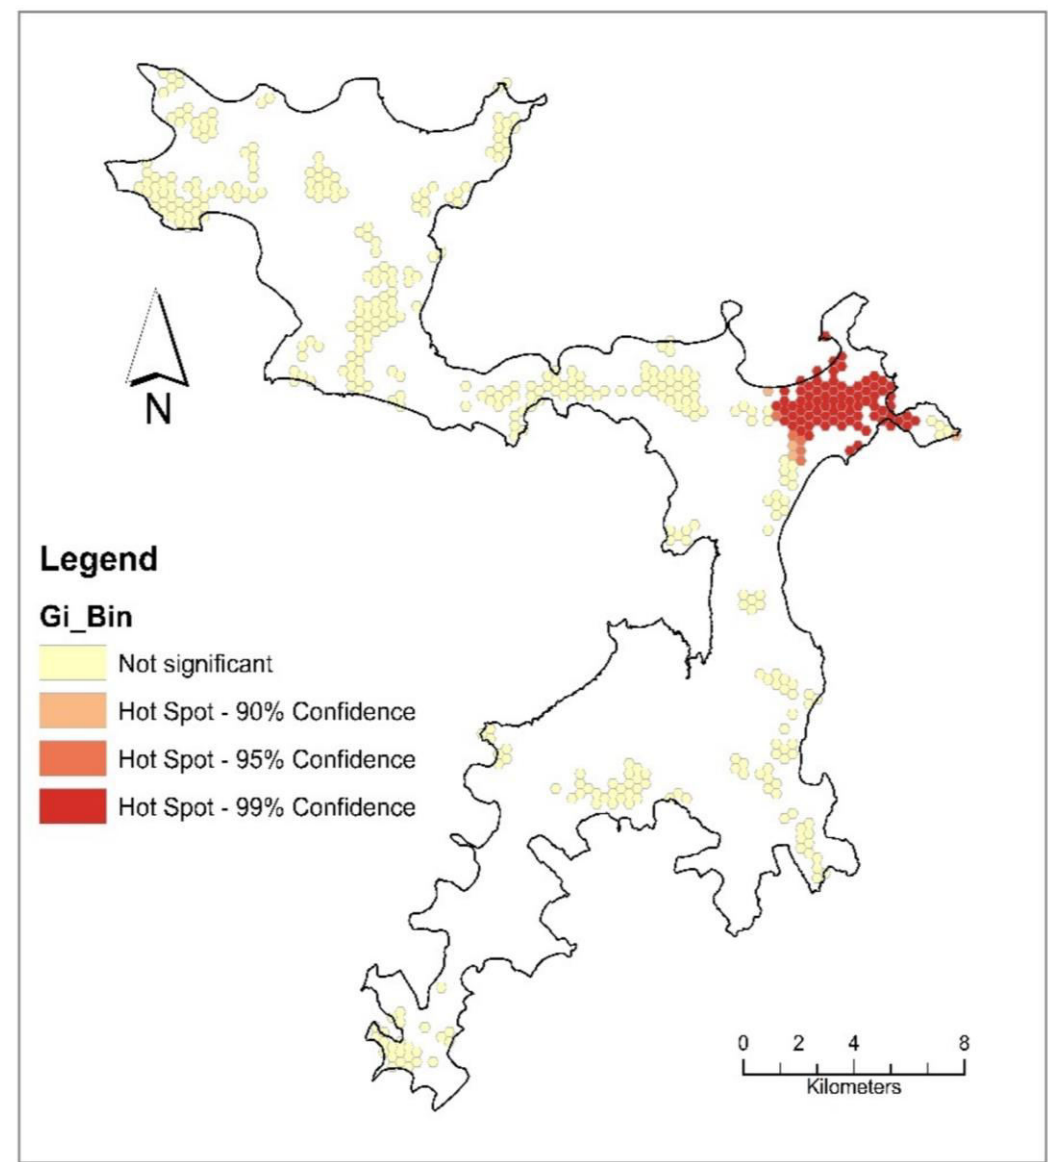 N
Legend
Gi_Bin
Not significant
Hot Spot - 90% Confidence
Hot Spot - 95% Confidence
Hot Spot - 99% Confidence
0 2 4 8
Kilometers